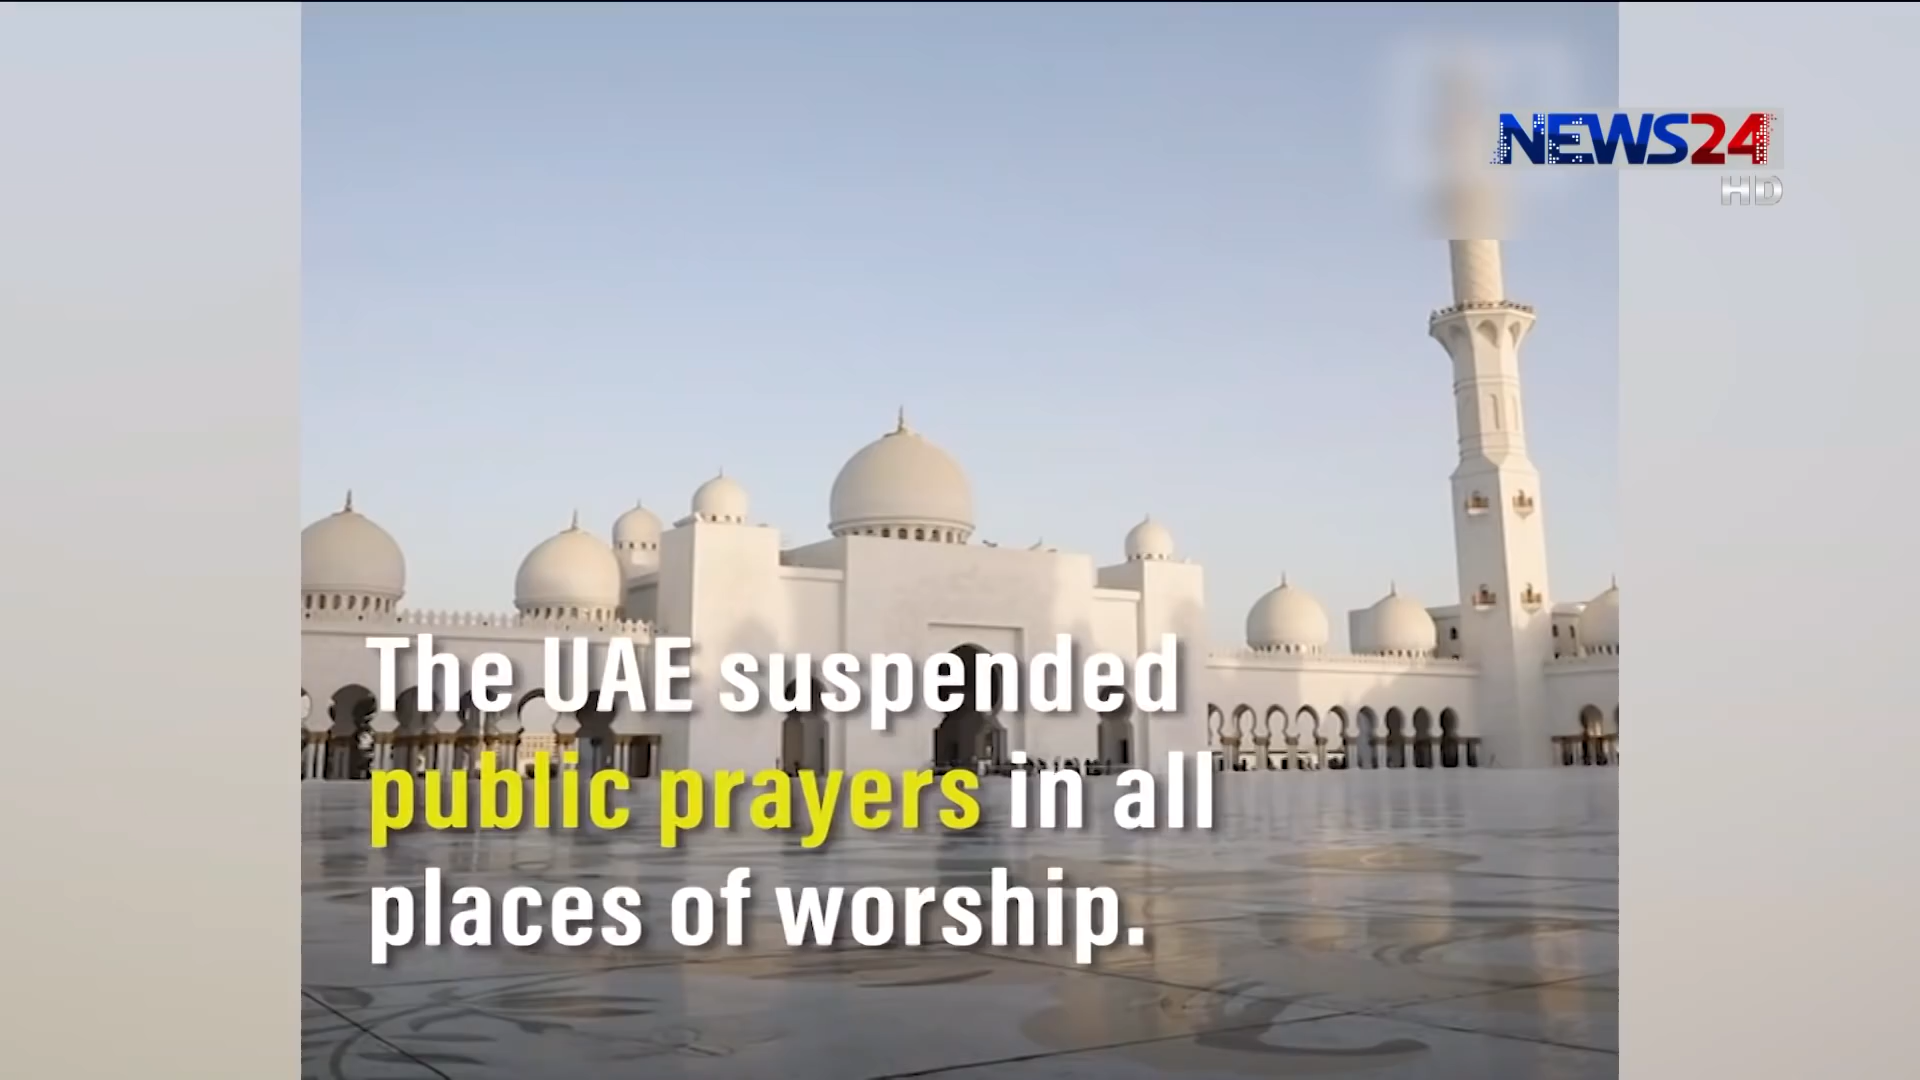 NEWS24
HD
The UAE suspended
public prayers in all
places of worship.